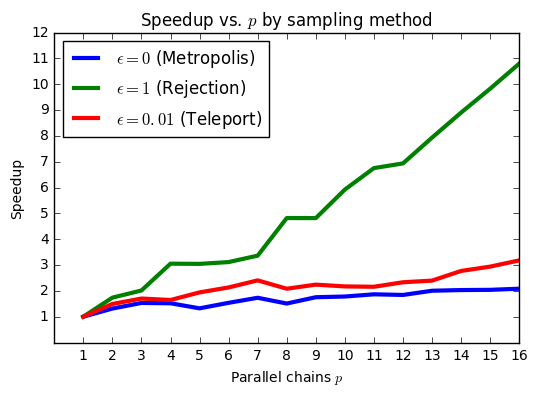 Speedup vs. p by sampling method
12
11
10
9
8
7
6
5
4
3
2
1
Speedup
ϵ = 0 (Metropolis)
ϵ = 1 (Rejection)
ϵ = 0.01 (Teleport)
1 2 3 4 5 6 7 8 9 10 11 12 13 14 15 16
Parallel chains p